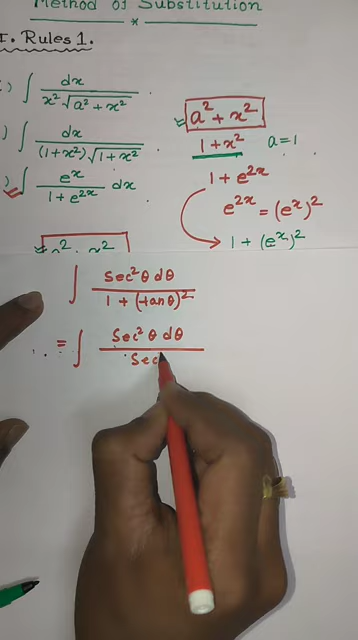 Method of Substitution
I. Rules 1.
) ∫ dx / x² √(a² + x²)
) ∫ dx / (1+x²) √(1+x²)
) ∫ eˣ / (1 + e²ˣ) dx
a² + x²
1 + x² a = 1
1 + e²ˣ
e²ˣ = (eˣ)²
1 + (eˣ)²
∫ sec²θ dθ / 1 + (tanθ)²
= ∫ sec²θ dθ / sec